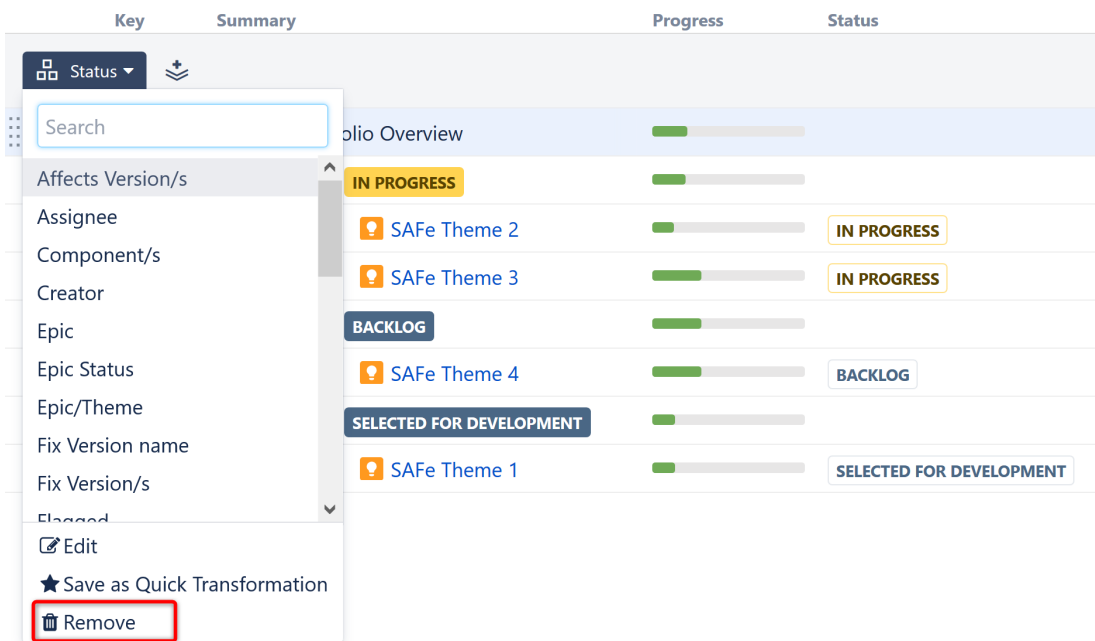 Key Summary Progress Status
Status
Search
olio Overview
Affects Version/s
IN PROGRESS
Assignee
SAFe Theme 2 IN PROGRESS
Component/s
SAFe Theme 3 IN PROGRESS
Creator
Epic
BACKLOG
Epic Status
SAFe Theme 4 BACKLOG
Epic/Theme
SELECTED FOR DEVELOPMENT
Fix Version name
SAFe Theme 1 SELECTED FOR DEVELOPMENT
Fix Version/s
Flagged
Edit
Save as Quick Transformation
Remove